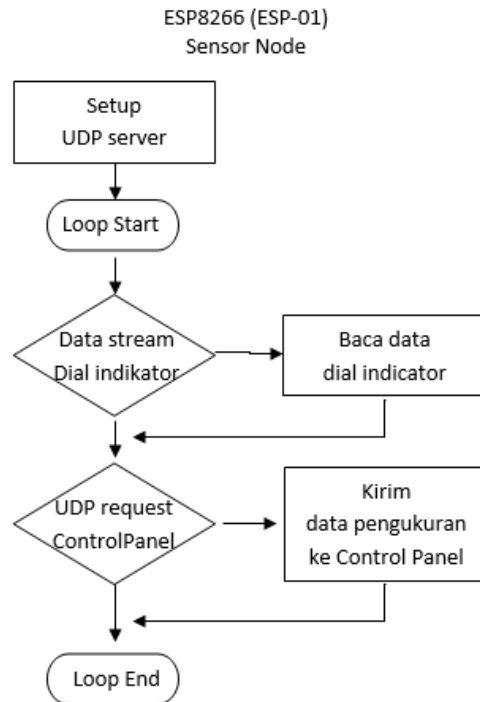 ESP8266 (ESP-01)
Sensor Node
Setup
UDP server
Loop Start
Data stream
Dial indikator
Baca data
dial indicator
UDP request
ControlPanel
Kirim
data pengukuran
ke Control Panel
Loop End